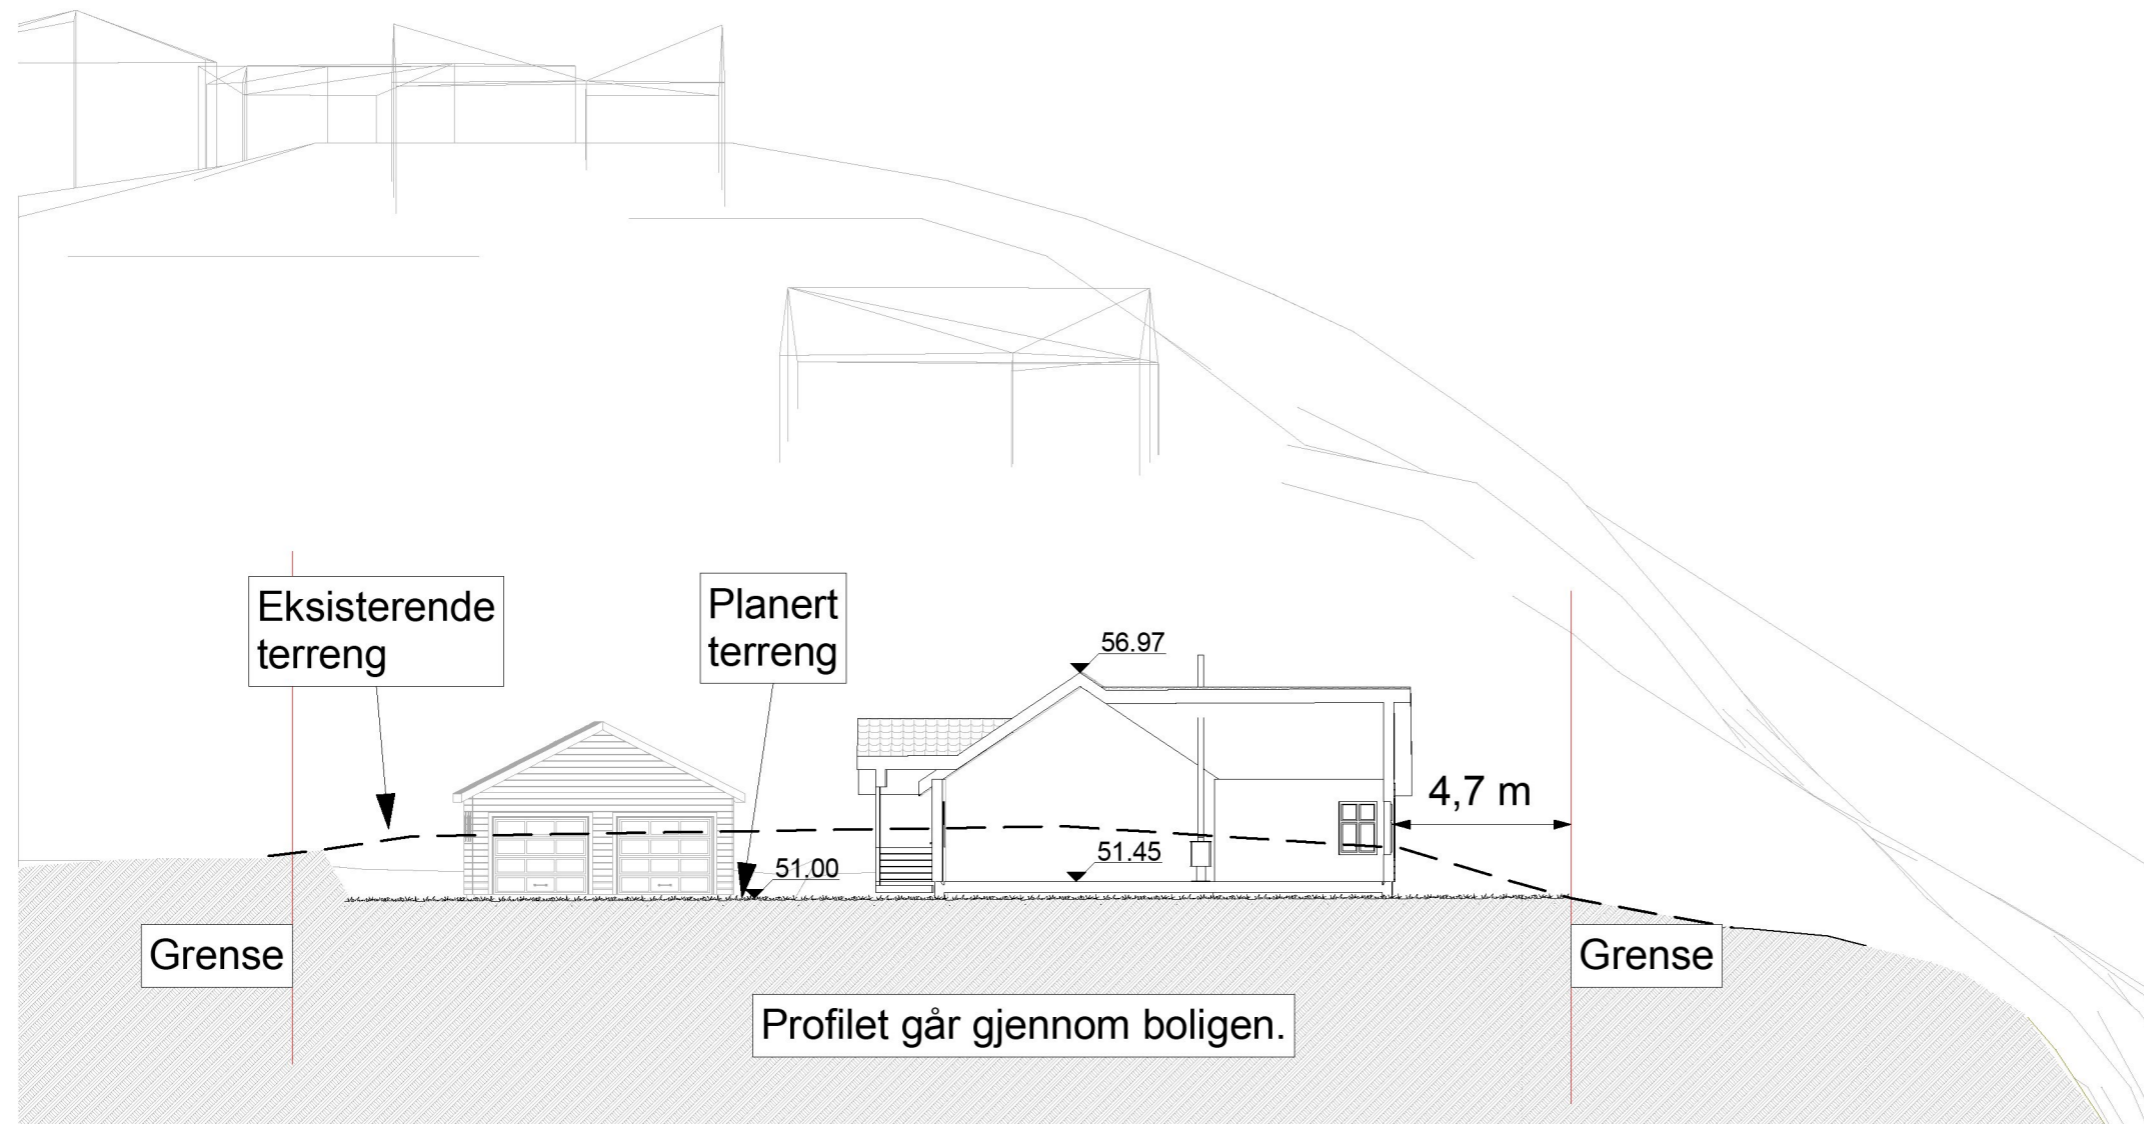 Eksisterende
terreng
Planert
terreng
56.97
4,7 m
51.45
51.00
Grense
Grense
Profilet går gjennom boligen.